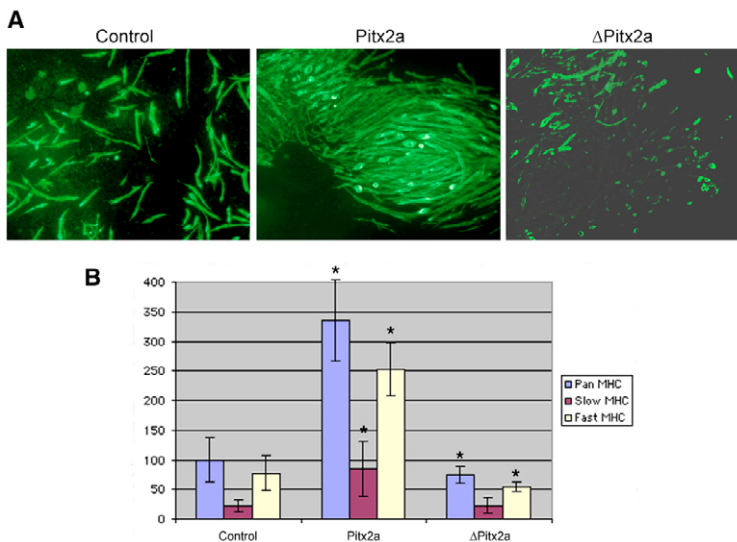 A
Control Pitx2a ΔPitx2a
B
400
350
300
250
200
150
100
50
0
* * *
* *
Control Pitx2a ΔPitx2a
Pan MHC
Slow MHC
Fast MHC